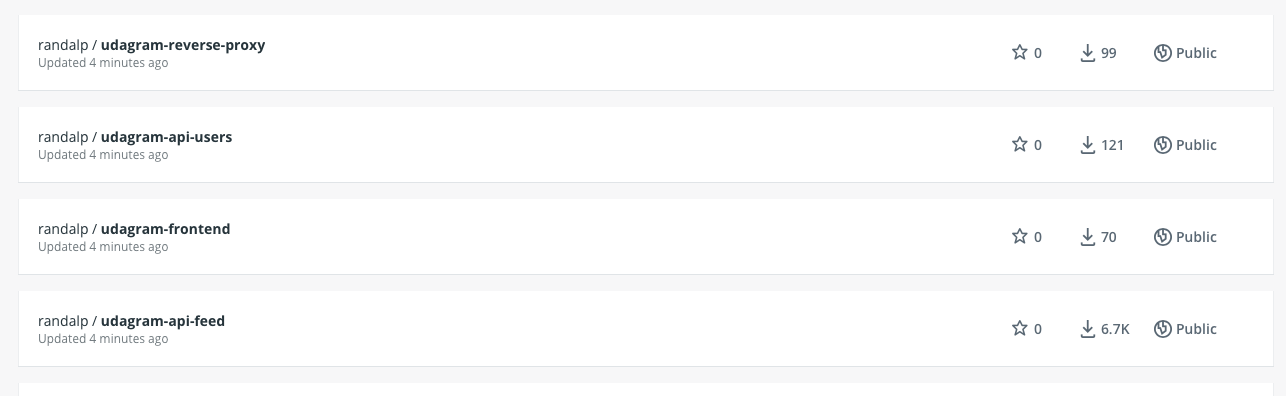 randalp / udagram-reverse-proxy 0 99 Public
Updated 4 minutes ago
randalp / udagram-api-users 0 121 Public
Updated 4 minutes ago
randalp / udagram-frontend 0 70 Public
Updated 4 minutes ago
randalp / udagram-api-feed 0 6.7K Public
Updated 4 minutes ago